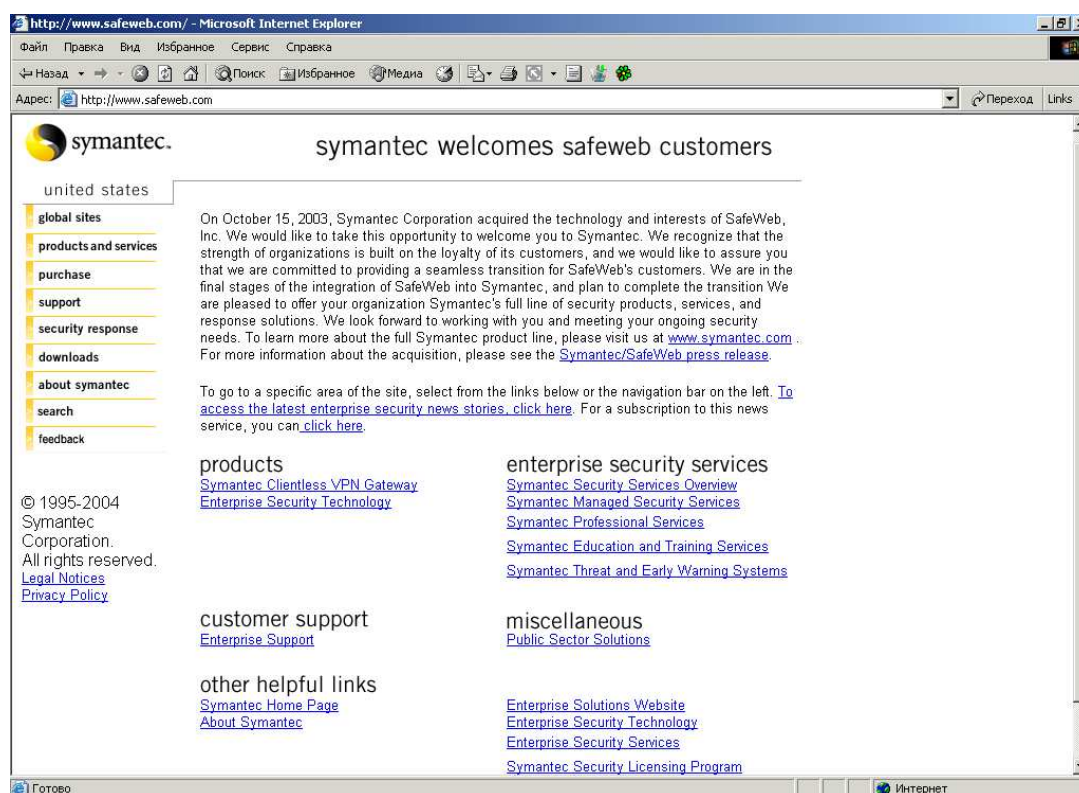 http://www.safeweb.com/ - Microsoft Internet Explorer
Файл Правка Вид Избранное Сервис Справка
Назад Поиск Избранное Медиа
Адрес: http://www.safeweb.com Переход Links
symantec.
symantec welcomes safeweb customers
united states
global sites
products and services
purchase
support
security response
downloads
about symantec
search
feedback
© 1995-2004
Symantec
Corporation.
All rights reserved.
Legal Notices
Privacy Policy
On October 15, 2003, Symantec Corporation acquired the technology and interests of SafeWeb,
Inc. We would like to take this opportunity to welcome you to Symantec. We recognize that the
strength of organizations is built on the loyalty of its customers, and we would like to assure you
that we are committed to providing a seamless transition for SafeWeb's customers. We are in the
final stages of the integration of SafeWeb into Symantec, and plan to complete the transition We
are pleased to offer your organization Symantec's full line of security products, services, and
response solutions. We look forward to working with you and meeting your ongoing security
needs. To learn more about the full Symantec product line, please visit us at www.symantec.com .
For more information about the acquisition, please see the Symantec/SafeWeb press release.
To go to a specific area of the site, select from the links below or the navigation bar on the left. To
access the latest enterprise security news stories, click here. For a subscription to this news
service, you can click here.
products
Symantec Clientless VPN Gateway
Enterprise Security Technology
enterprise security services
Symantec Security Services Overview
Symantec Managed Security Services
Symantec Professional Services
Symantec Education and Training Services
Symantec Threat and Early Warning Systems
customer support
Enterprise Support
miscellaneous
Public Sector Solutions
other helpful links
Symantec Home Page
About Symantec
Enterprise Solutions Website
Enterprise Security Technology
Enterprise Security Services
Symantec Security Licensing Program
Готово Интернет